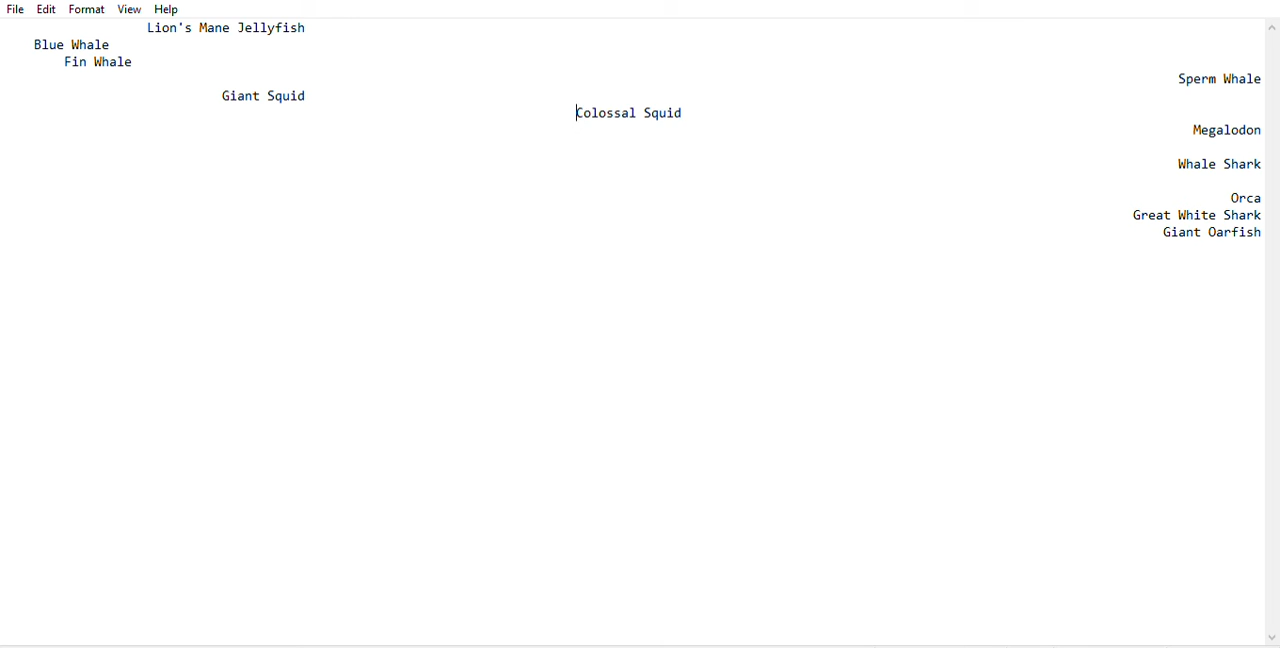 File Edit Format View Help
Lion's Mane Jellyfish
Blue Whale
Fin Whale
Sperm Whale
Giant Squid
Colossal Squid
Megalodon
Whale Shark
Orca
Great White Shark
Giant Oarfish